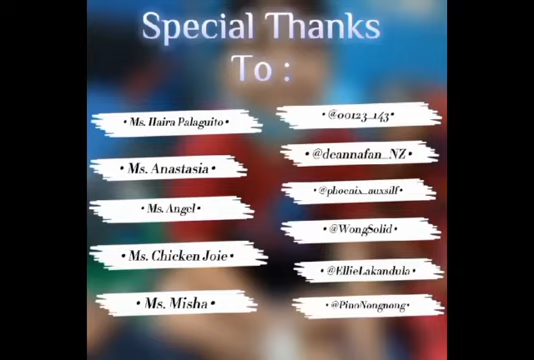 Special Thanks
To :
• Ms. Haira Palaguito •
• Ms. Anastasia •
• Ms. Angel •
• Ms. Chicken Joie •
• Ms. Misha •
• @00123_143 •
• @deannafan_NZ •
• @phoenix_auxsilf •
• @WongSolid •
• @EllieLakandula •
• @PinoNongnong •